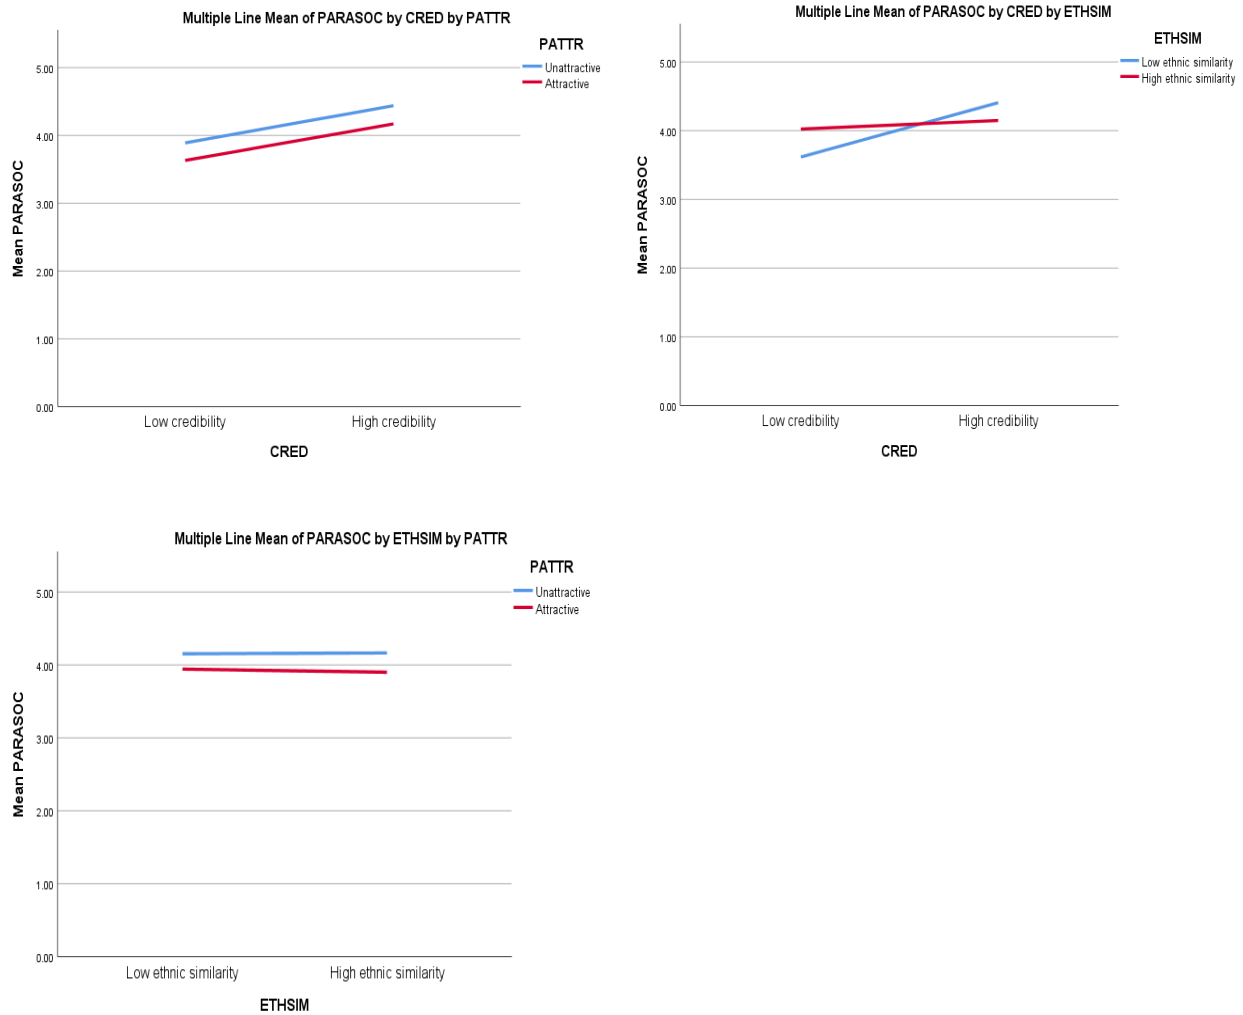 Multiple Line Mean of PARASOC by CRED by PATTR
PATTR
Unattractive
Attractive
5.00
4.00
3.00
2.00
1.00
0.00
Mean PARASOC
Low credibility
High credibility
CRED
Multiple Line Mean of PARASOC by CRED by ETHSIM
ETHSIM
Low ethnic similarity
High ethnic similarity
5.00
4.00
3.00
2.00
1.00
0.00
Mean PARASOC
Low credibility
High credibility
CRED
Multiple Line Mean of PARASOC by ETHSIM by PATTR
PATTR
Unattractive
Attractive
5.00
4.00
3.00
2.00
1.00
0.00
Mean PARASOC
Low ethnic similarity
High ethnic similarity
ETHSIM